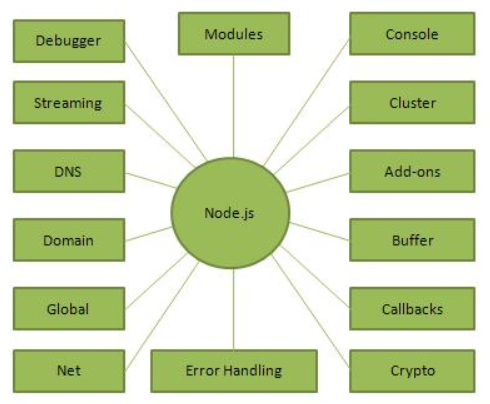 Debugger
Modules
Console
Streaming
Cluster
DNS
Add-ons
Node.js
Domain
Buffer
Global
Callbacks
Net
Error Handling
Crypto